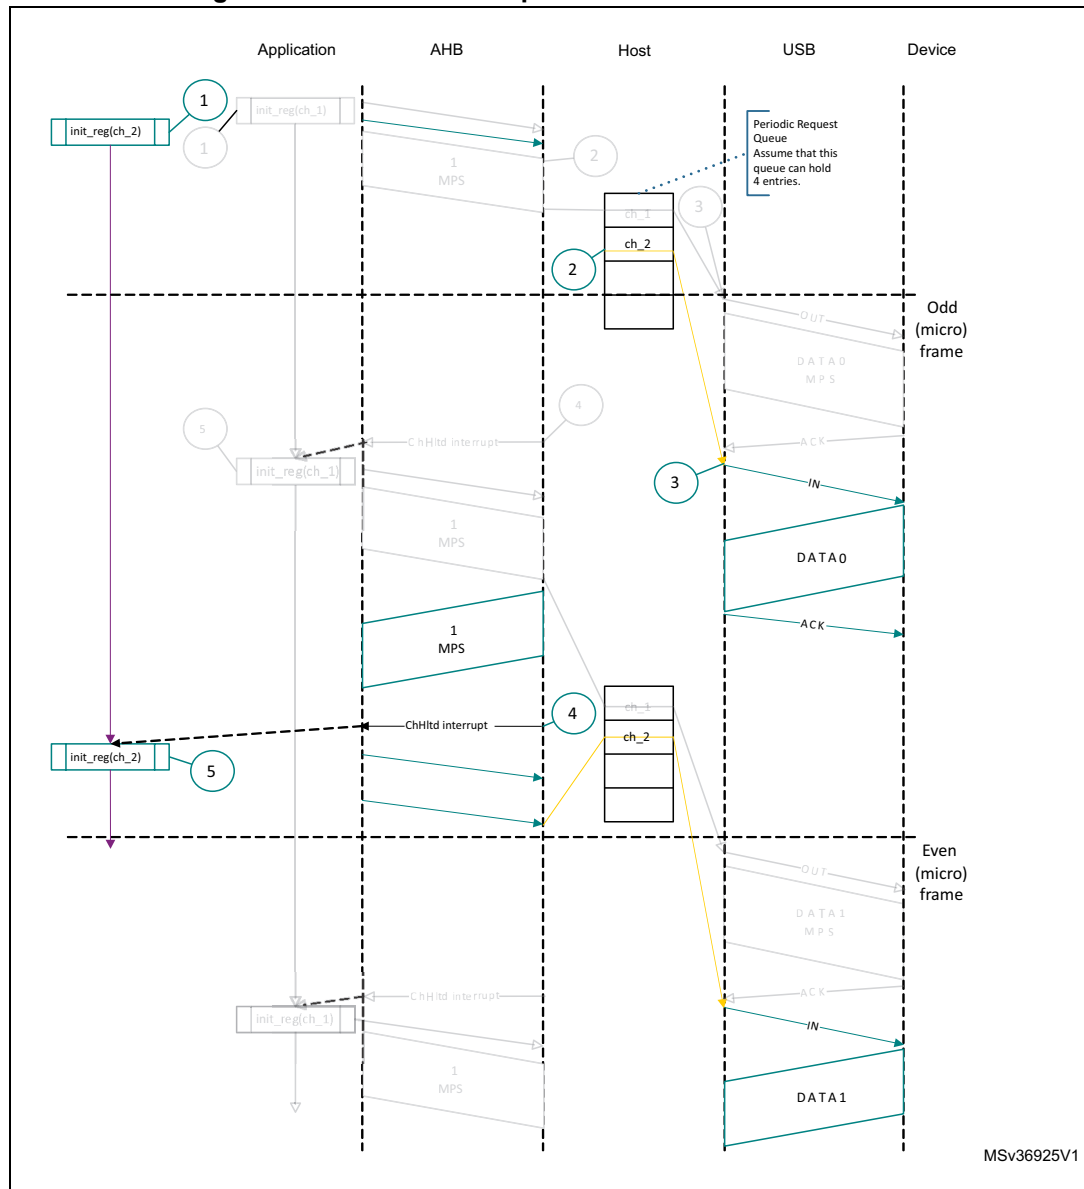 Application AHB Host USB Device
1
init_reg(ch_1)
init_reg(ch_2)
1
2
1
MPS
Periodic Request
Queue
Assume that this
queue can hold
4 entries.
3
ch_1
ch_2
2
Odd
(micro)
frame
OUT
DATA0
MPS
4
5
ChHltd interrupt
ACK
init_reg(ch_1)
3
IN
1
MPS
DATA0
ACK
1
MPS
ch_1
4
ChHltd interrupt
ch_2
init_reg(ch_2)
5
Even
(micro)
frame
OUT
DATA1
MPS
ChHltd interrupt
ACK
init_reg(ch_1)
IN
1
MPS
DATA1
MSv36925V1